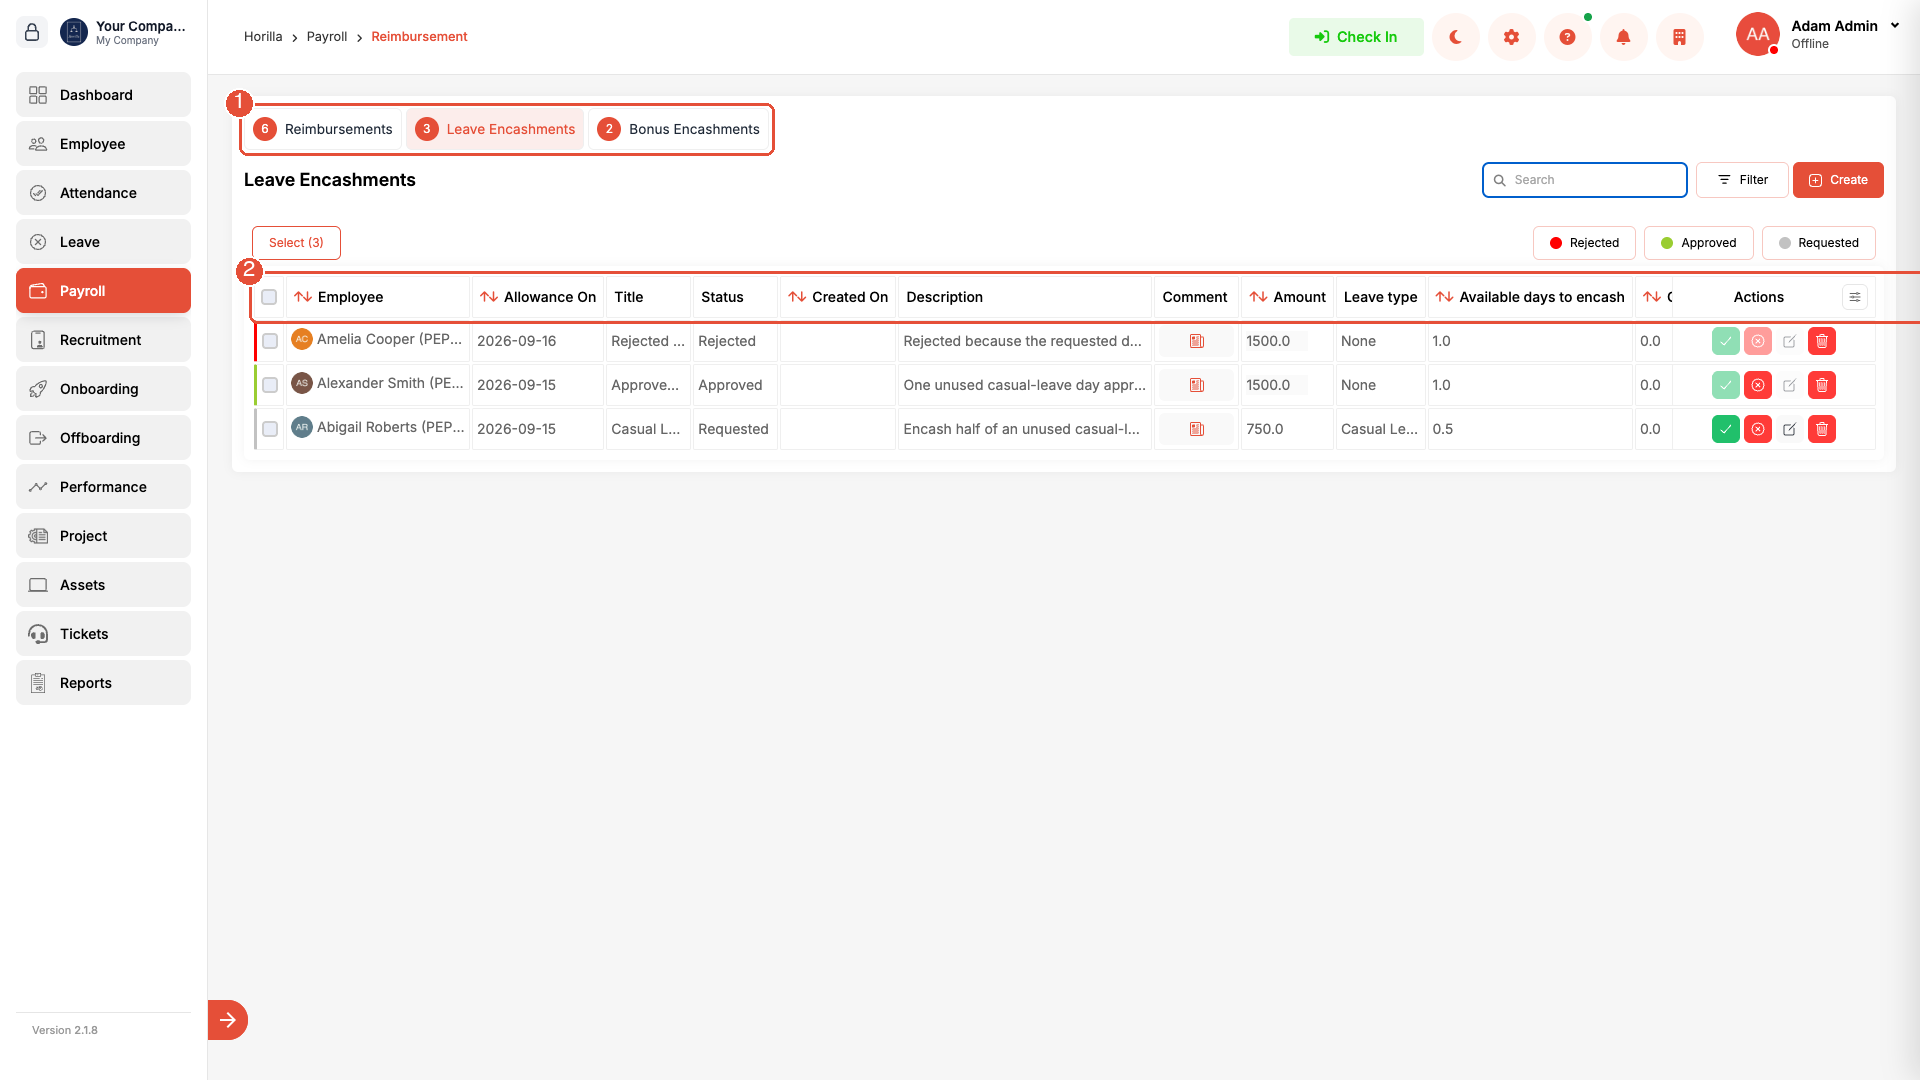 Your Compa...
My Company
Horilla
Payroll
Reimbursement
Check In
AA
Adam Admin
Offline
Dashboard
Employee
Attendance
Leave
Payroll
Recruitment
Onboarding
Offboarding
Performance
Project
Assets
Tickets
Reports
Version 2.1.8
1
6 Reimbursements
3 Leave Encashments
2 Bonus Encashments
Leave Encashments
Search
Filter
Create
Select (3)
Rejected
Approved
Requested
2
Employee Allowance On Title Status Created On Description Comment Amount Leave type Available days to encash Actions
AC Amelia Cooper (PEP... 2026-09-16 Rejected ... Rejected Rejected because the requested d... 1500.0 None 1.0 0.0
AS Alexander Smith (PE... 2026-09-15 Approve... Approved One unused casual-leave day appr... 1500.0 None 1.0 0.0
AR Abigail Roberts (PEP... 2026-09-15 Casual L... Requested Encash half of an unused casual-l... 750.0 Casual Le... 0.5 0.0